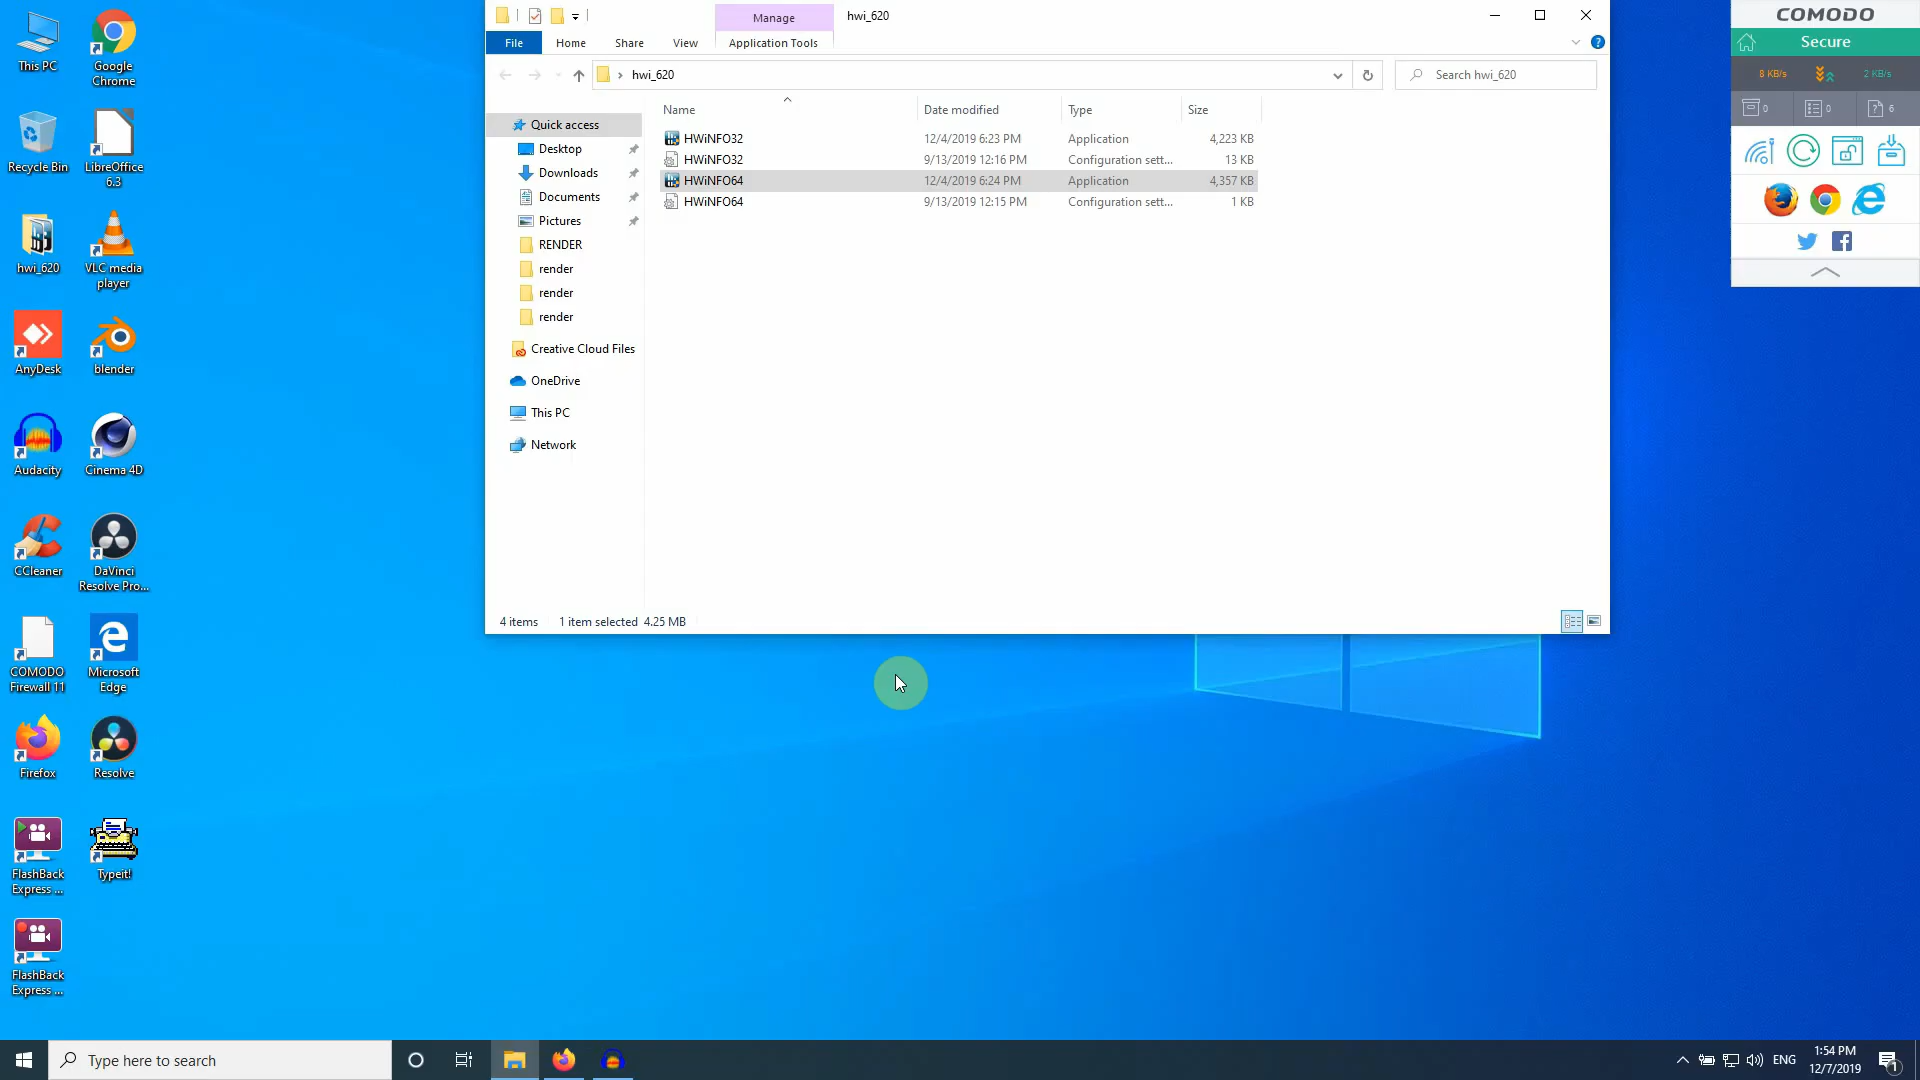 This PC
Google
Chrome
Recycle Bin
LibreOffice
6.3
hwi_620
VLC media
player
AnyDesk
blender
Audacity
Cinema 4D
CCleaner
DaVinci
Resolve Pro...
COMODO
Firewall 11
Microsoft
Edge
Firefox
Resolve
FlashBack
Express ...
Typeit!
FlashBack
Express ...
Manage
hwi_620
File
Home
Share
View
Application Tools
hwi_620
Search hwi_620
Name
Date modified
Type
Size
Quick access
Desktop
Downloads
Documents
Pictures
RENDER
render
render
render
Creative Cloud Files
OneDrive
This PC
Network
HWiNFO32 12/4/2019 6:23 PM Application 4,223 KB
HWiNFO32 9/13/2019 12:16 PM Configuration sett... 13 KB
HWiNFO64 12/4/2019 6:24 PM Application 4,357 KB
HWiNFO64 9/13/2019 12:15 PM Configuration sett... 1 KB
4 items 1 item selected 4.25 MB
COMODO
Secure
8 KB/s 2 KB/s
0 0 6
Type here to search
ENG
1:54 PM
12/7/2019
1